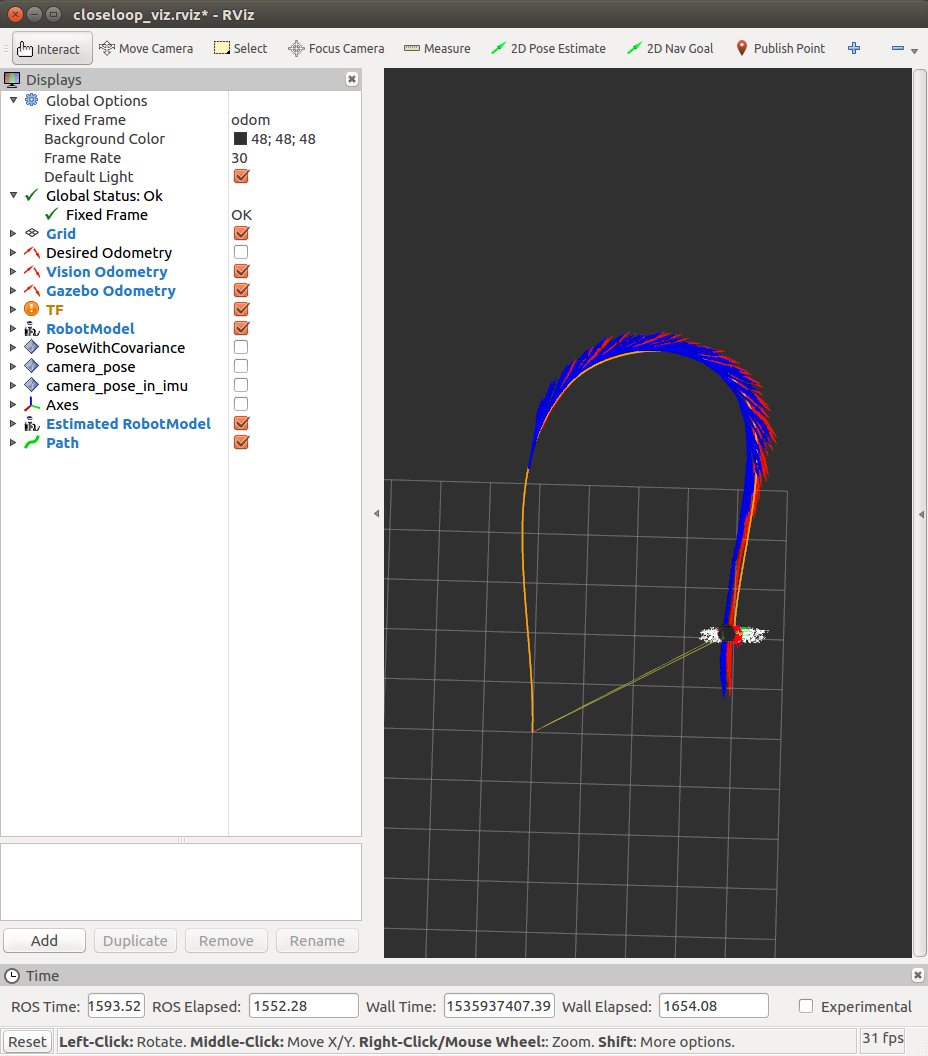 closeloop_viz.rviz* - RViz
Interact Move Camera Select Focus Camera Measure 2D Pose Estimate 2D Nav Goal Publish Point
Displays
Global Options
Fixed Frame odom
Background Color 48; 48; 48
Frame Rate 30
Default Light
Global Status: Ok
Fixed Frame OK
Grid
Desired Odometry
Vision Odometry
Gazebo Odometry
TF
RobotModel
PoseWithCovariance
camera_pose
camera_pose_in_imu
Axes
Estimated RobotModel
Path
Add Duplicate Remove Rename
Time
ROS Time: 1593.52 ROS Elapsed: 1552.28 Wall Time: 1535937407.39 Wall Elapsed: 1654.08 Experimental
Reset Left-Click: Rotate. Middle-Click: Move X/Y. Right-Click/Mouse Wheel:: Zoom. Shift: More options. 31 fps